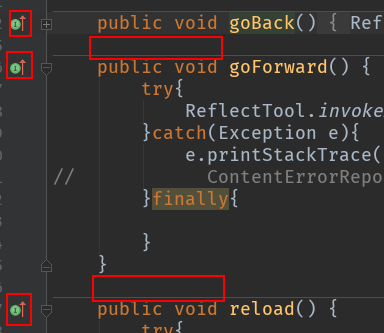 public void goBack() { Ref
public void goForward() {
try{
ReflectTool.invoke
}catch(Exception e){
e.printStackTrace(
// ContentErrorRepo
}finally{
}
}
public void reload() {
try{